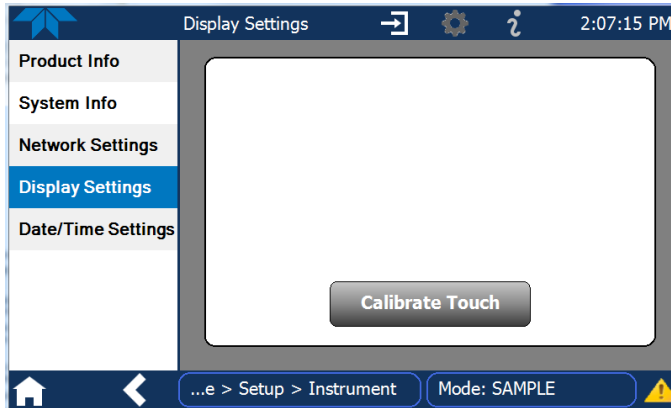 Display Settings
2:07:15 PM
Product Info
System Info
Network Settings
Display Settings
Date/Time Settings
Calibrate Touch
...e > Setup > Instrument
Mode: SAMPLE